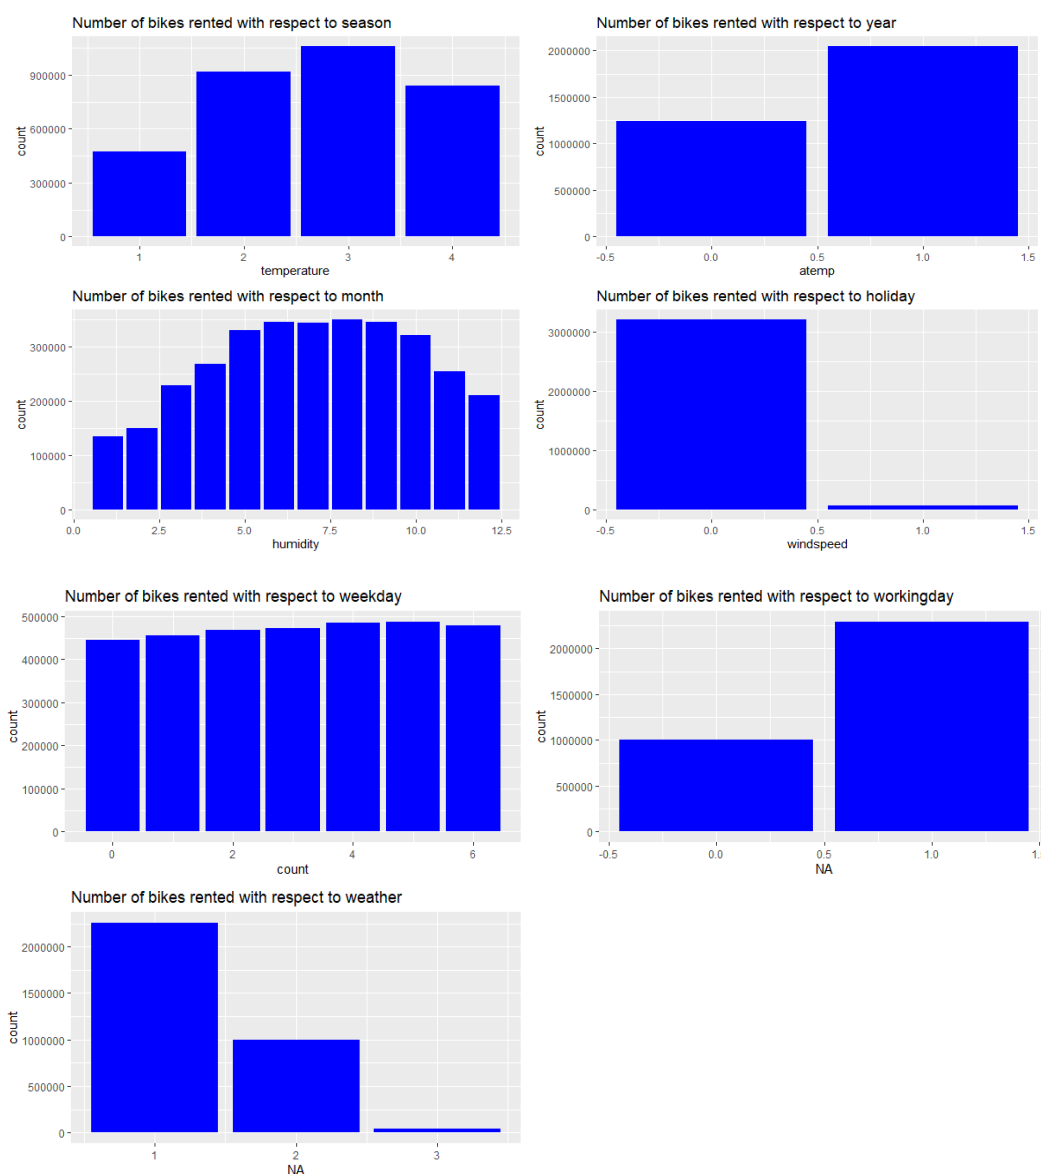 Number of bikes rented with respect to season
900000
600000
300000
0
count
1 2 3 4
temperature
Number of bikes rented with respect to year
2000000
1500000
1000000
500000
0
count
-0.5 0.0 0.5 1.0 1.5
atemp
Number of bikes rented with respect to month
300000
200000
100000
0
count
0.0 2.5 5.0 7.5 10.0 12.5
humidity
Number of bikes rented with respect to holiday
3000000
2000000
1000000
0
count
-0.5 0.0 0.5 1.0 1.5
windspeed
Number of bikes rented with respect to weekday
500000
400000
300000
200000
100000
0
count
0 2 4 6
count
Number of bikes rented with respect to workingday
2000000
1500000
1000000
500000
0
count
-0.5 0.0 0.5 1.0 1.5
NA
Number of bikes rented with respect to weather
2000000
1500000
1000000
500000
0
count
1 2 3
NA